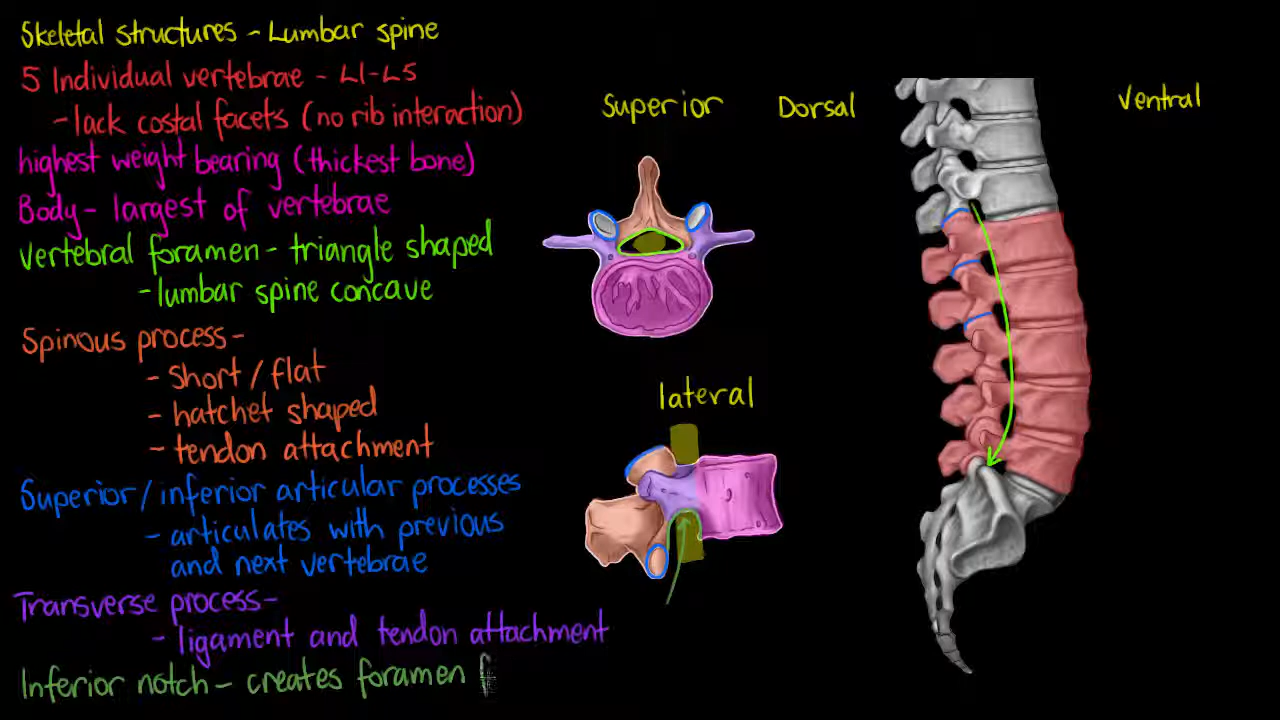 Skeletal structures - Lumbar spine
5 Individual vertebrae - L1-L5
- lack costal facets (no rib interaction)
highest weight bearing (thickest bone)
Body - largest of vertebrae
Vertebral foramen - triangle shaped
- lumbar spine concave
Spinous process -
- short / flat
- hatchet shaped
- tendon attachment
Superior / inferior articular processes
- articulates with previous
and next vertebrae
Transverse process -
- ligament and tendon attachment
Inferior notch - creates foramen f
Superior
Dorsal
Ventral
lateral